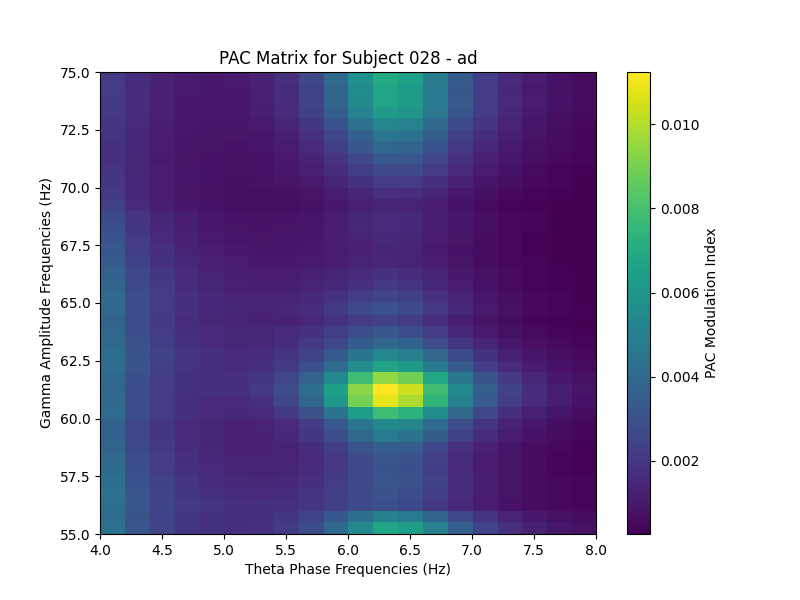 PAC Matrix for Subject 028 - ad
75.0
72.5
70.0
67.5
65.0
62.5
60.0
57.5
55.0
Gamma Amplitude Frequencies (Hz)
4.0 4.5 5.0 5.5 6.0 6.5 7.0 7.5 8.0
Theta Phase Frequencies (Hz)
0.010
0.008
0.006
0.004
0.002
PAC Modulation Index